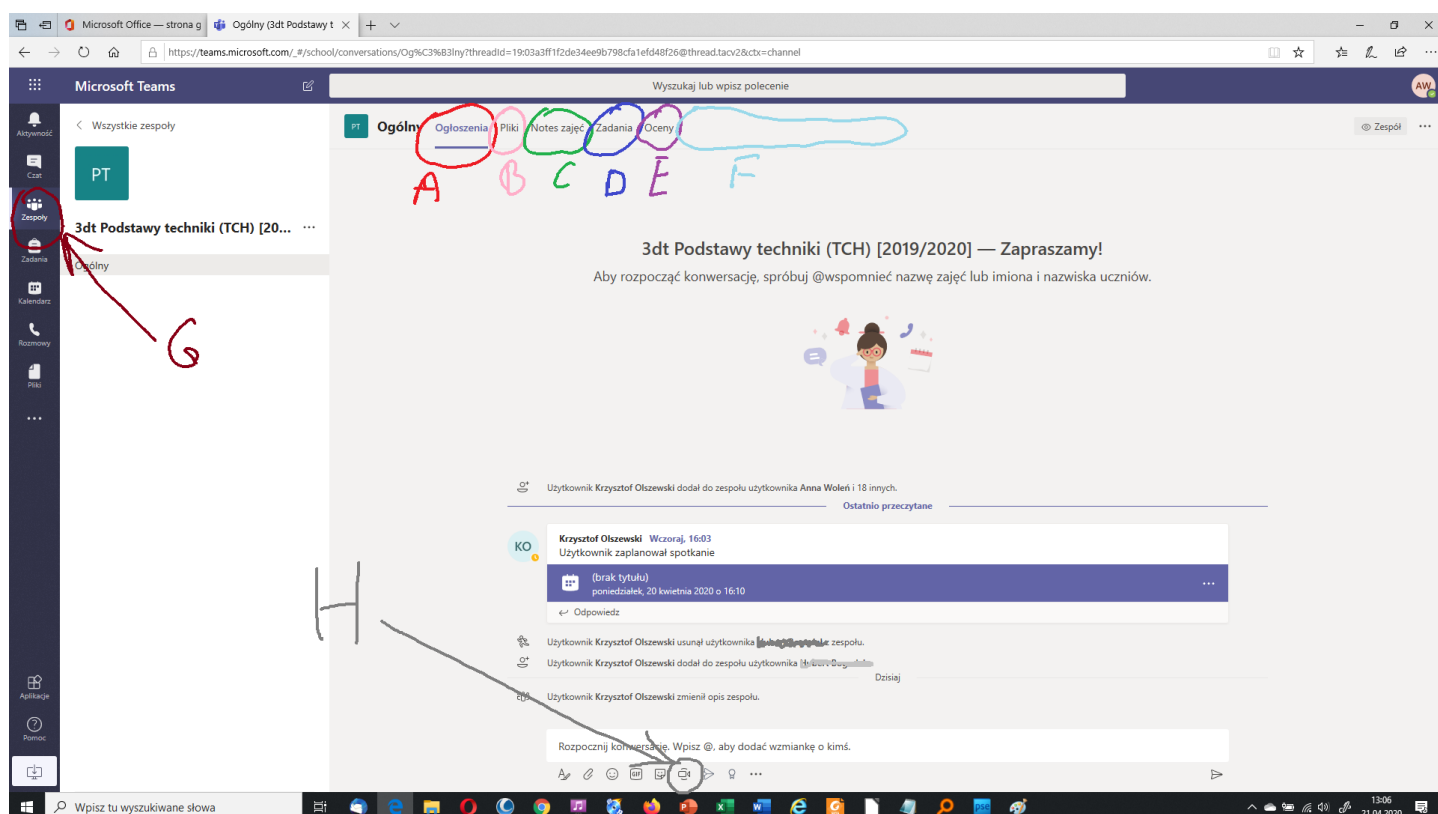 Microsoft Office — strona g
Ogólny (3dt Podstawy t
https://teams.microsoft.com/_#/school/conversations/Og%C3%B3lny?threadId=19:03a3ff1f2de34ee9b798cfa1efd48f26@thread.tacv2&ctx=channel
Microsoft Teams
Wyszukaj lub wpisz polecenie
AW
Aktywność
Czat
Zespoły
Zadania
Kalendarz
Rozmowy
Pliki
Aplikacje
Pomoc
Wszystkie zespoły
PT
3dt Podstawy techniki (TCH) [20...
Ogólny
G
PT Ogólny Ogłoszenia Pliki Notes zajęć Zadania Oceny
Zespół
A B C D E F
3dt Podstawy techniki (TCH) [2019/2020] — Zapraszamy!
Aby rozpocząć konwersację, spróbuj @wspomnieć nazwę zajęć lub imiona i nazwiska uczniów.
Użytkownik Krzysztof Olszewski dodał do zespołu użytkownika Anna Woleń i 18 innych.
Ostatnio przeczytane
KO
Krzysztof Olszewski Wczoraj, 16:03
Użytkownik zaplanował spotkanie
(brak tytułu)
poniedziałek, 20 kwietnia 2020 o 16:10
Odpowiedz
H
Użytkownik Krzysztof Olszewski usunął użytkownika z zespołu.
Użytkownik Krzysztof Olszewski dodał do zespołu użytkownika
Dzisiaj
Użytkownik Krzysztof Olszewski zmienił opis zespołu.
Rozpocznij konwersację. Wpisz @, aby dodać wzmiankę o kimś.
GIF
Wpisz tu wyszukiwane słowa
pse
13:06
21.04.2020